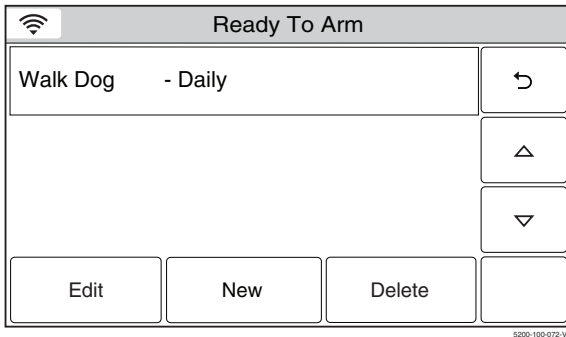 Ready To Arm
Walk Dog - Daily
Edit New Delete
5200-100-072-V